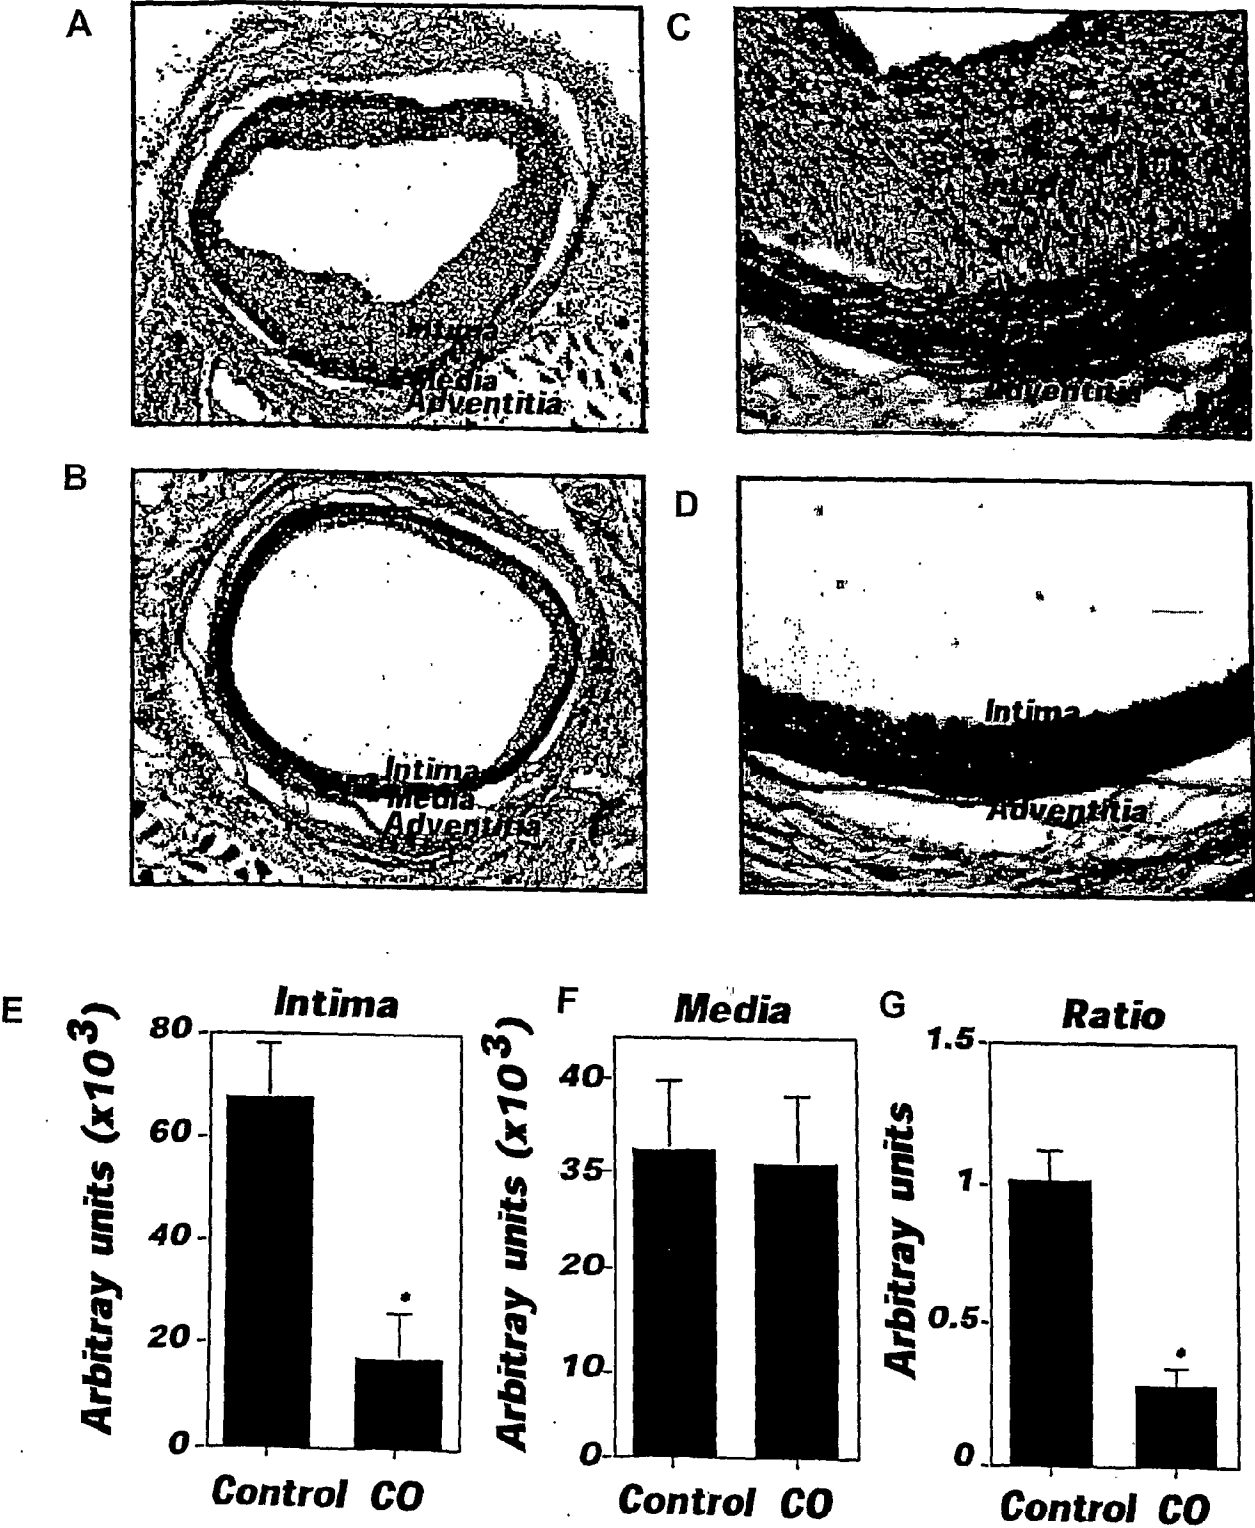 A
C
Media
Adventitia
Adventitia
B
D
Intima
Media
Adventitia
Intima
Adventitia
E
Intima
Arbitray units (x10³)
80
60
40
20
0
*
Control CO
F
Media
Arbitray units (x10³)
40
35
20
10
0
Control CO
G
Ratio
Arbitray units
1.5
1
0.5
0
*
Control CO